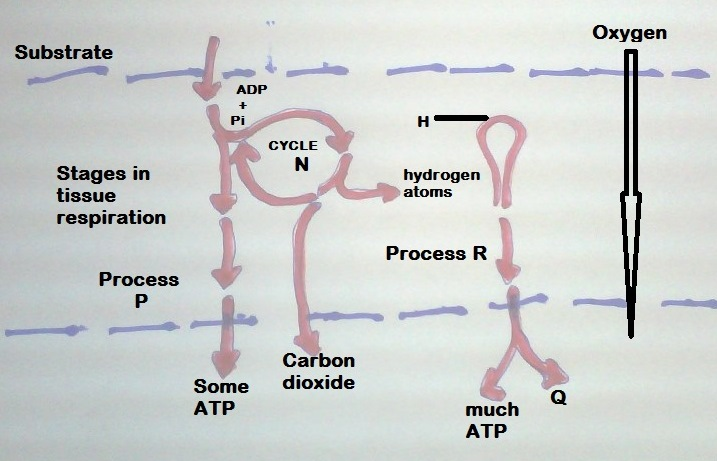 Oxygen
Substrate
ADP
+
Pi
H
CYCLE
N
Stages in
tissue
respiration
hydrogen
atoms
Process R
Process
P
Carbon
dioxide
Some
ATP
Q
much
ATP